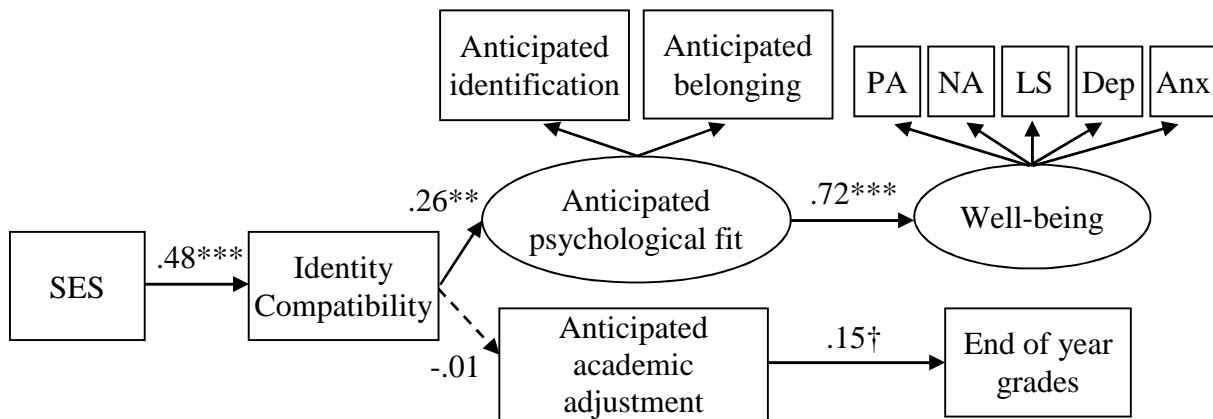 Anticipated
identification
Anticipated
belonging
PA
NA
LS
Dep
Anx
.26**
Anticipated
psychological fit
.72***
Well-being
SES
.48***
Identity
Compatibility
-.01
Anticipated
academic
adjustment
.15†
End of year
grades